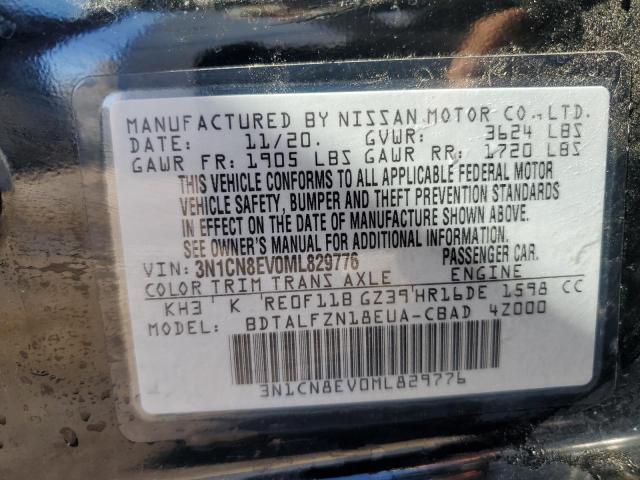 MANUFACTURED BY NISSAN MOTOR CO., LTD.
DATE: 11/20. GVWR: 3624 LBS
GAWR FR: 1905 LBS GAWR RR: 1720 LBS
THIS VEHICLE CONFORMS TO ALL APPLICABLE FEDERAL MOTOR
VEHICLE SAFETY, BUMPER AND THEFT PREVENTION STANDARDS
IN EFFECT ON THE DATE OF MANUFACTURE SHOWN ABOVE.
SEE OWNER'S MANUAL FOR ADDITIONAL INFORMATION.
VIN: 3N1CN8EV0ML829776 PASSENGER CAR.
COLOR TRIM TRANS AXLE ENGINE
KH3 K RE0F11B GZ39 HR16DE 1598 CC
MODEL: BDTALFZN18EUA-CBAD 4Z000
3N1CN8EV0ML829776